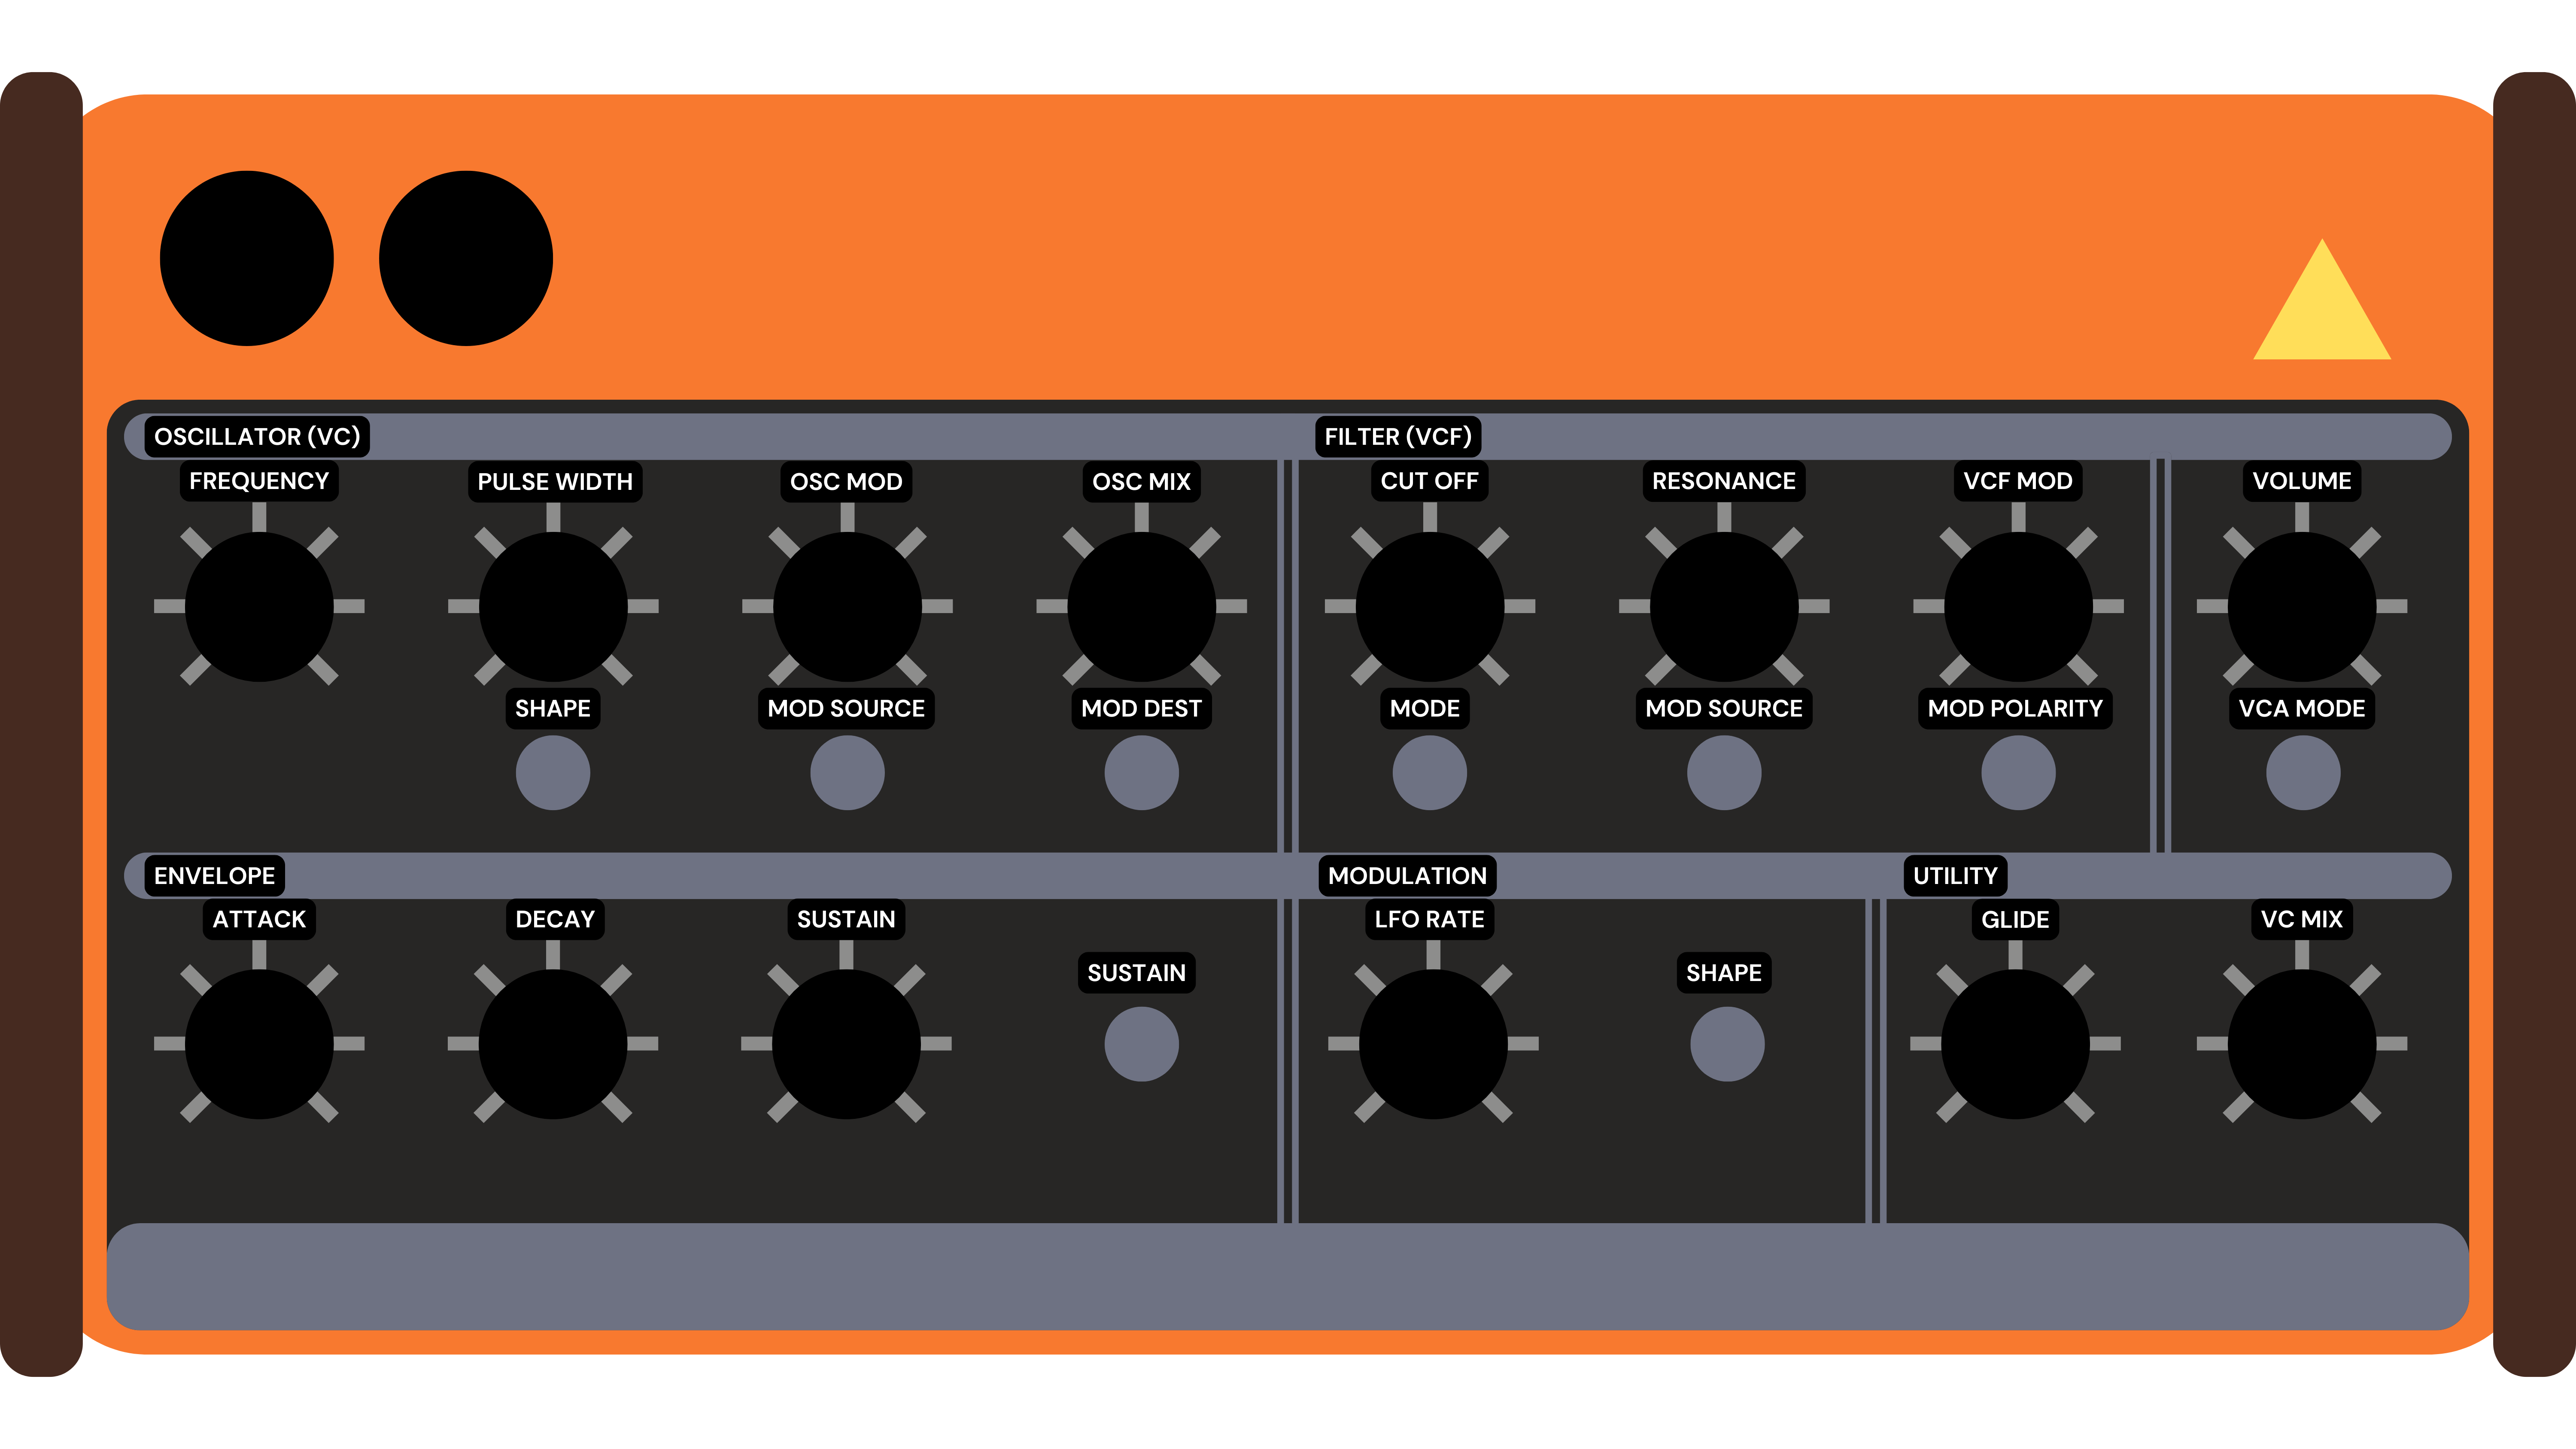 OSCILLATOR (VC)
FILTER (VCF)
FREQUENCY
PULSE WIDTH
OSC MOD
OSC MIX
CUT OFF
RESONANCE
VCF MOD
VOLUME
SHAPE
MOD SOURCE
MOD DEST
MODE
MOD SOURCE
MOD POLARITY
VCA MODE
ENVELOPE
MODULATION
UTILITY
ATTACK
DECAY
SUSTAIN
SUSTAIN
LFO RATE
SHAPE
GLIDE
VC MIX